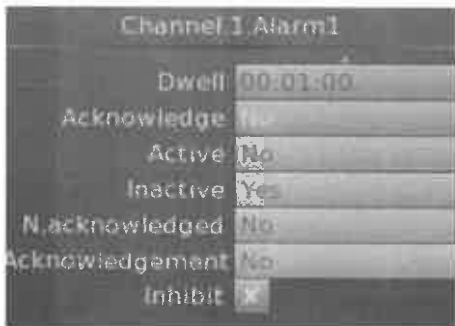 Channel 1 Alarm1
Dwell 00:01:00
Acknowledge No
Active No
Inactive Yes
N.acknowledged No
Acknowledgement No
Inhibit